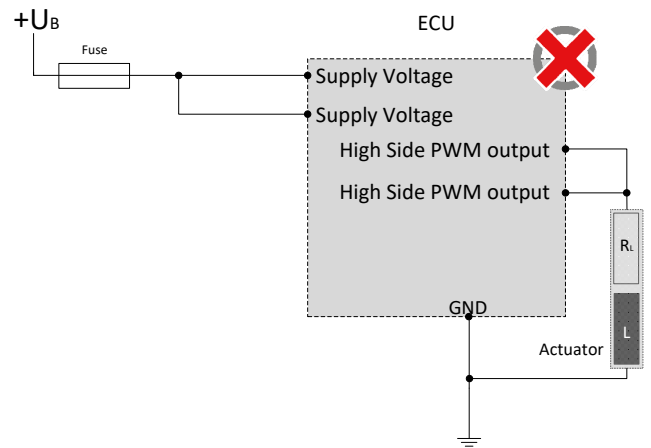 +UB
ECU
Fuse
Supply Voltage
Supply Voltage
High Side PWM output
High Side PWM output
RL
GND
L
Actuator